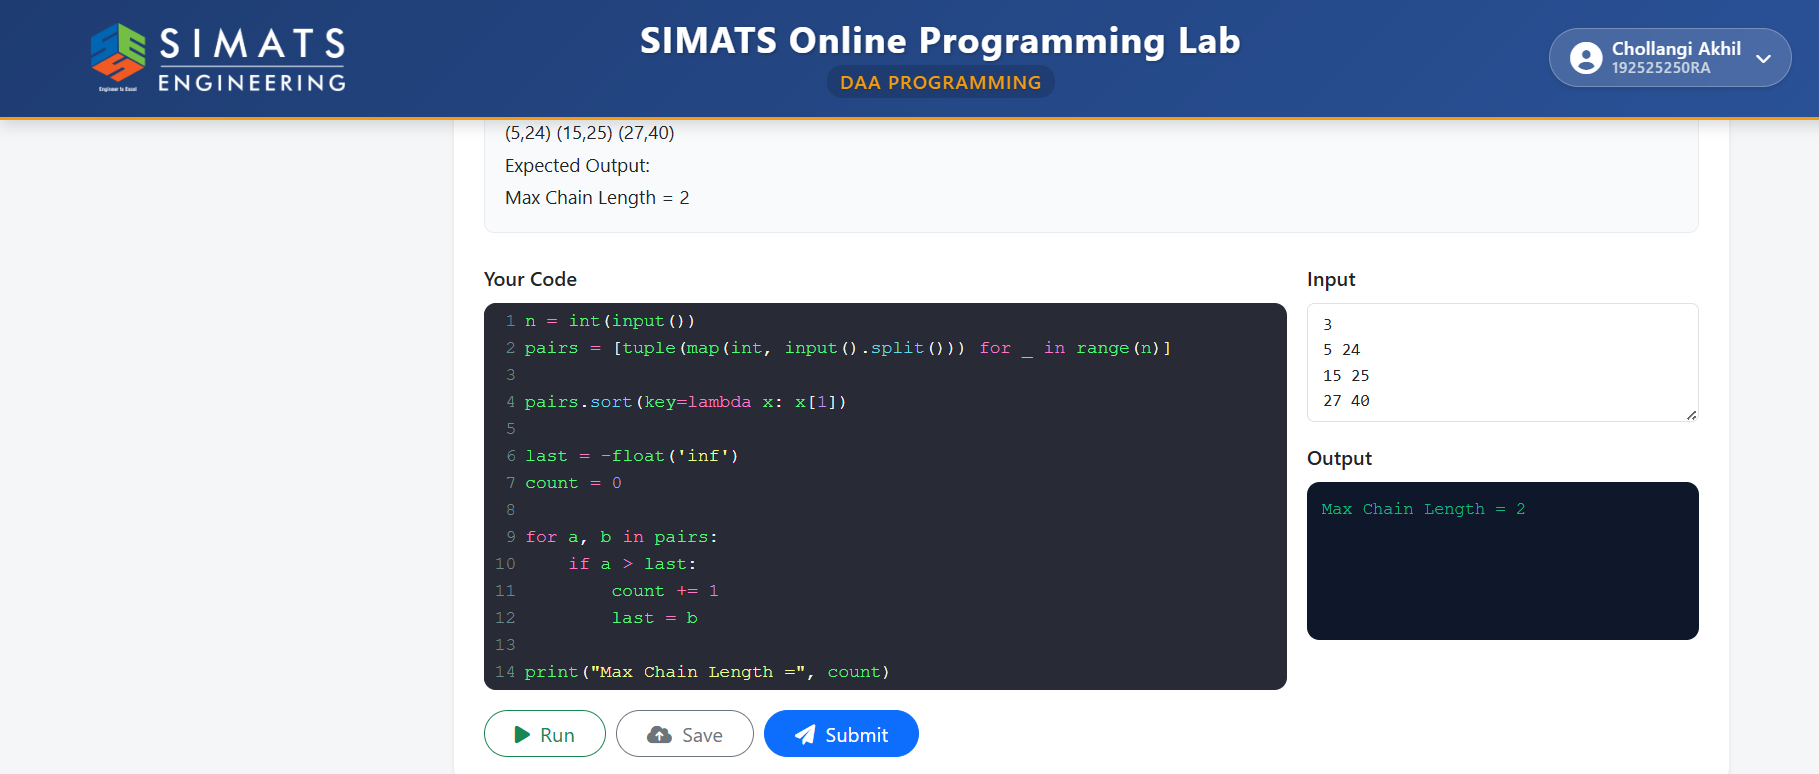 SIMATS
ENGINEERING
Engineer to Excel
SIMATS Online Programming Lab
DAA PROGRAMMING
Chollangi Akhil
192525250RA
(5,24) (15,25) (27,40)
Expected Output:
Max Chain Length = 2
Your Code
1 n = int(input())
2 pairs = [tuple(map(int, input().split())) for _ in range(n)]
3
4 pairs.sort(key=lambda x: x[1])
5
6 last = -float('inf')
7 count = 0
8
9 for a, b in pairs:
10     if a > last:
11         count += 1
12         last = b
13
14 print("Max Chain Length =", count)
Input
3
5 24
15 25
27 40
Output
Max Chain Length = 2
Run
Save
Submit